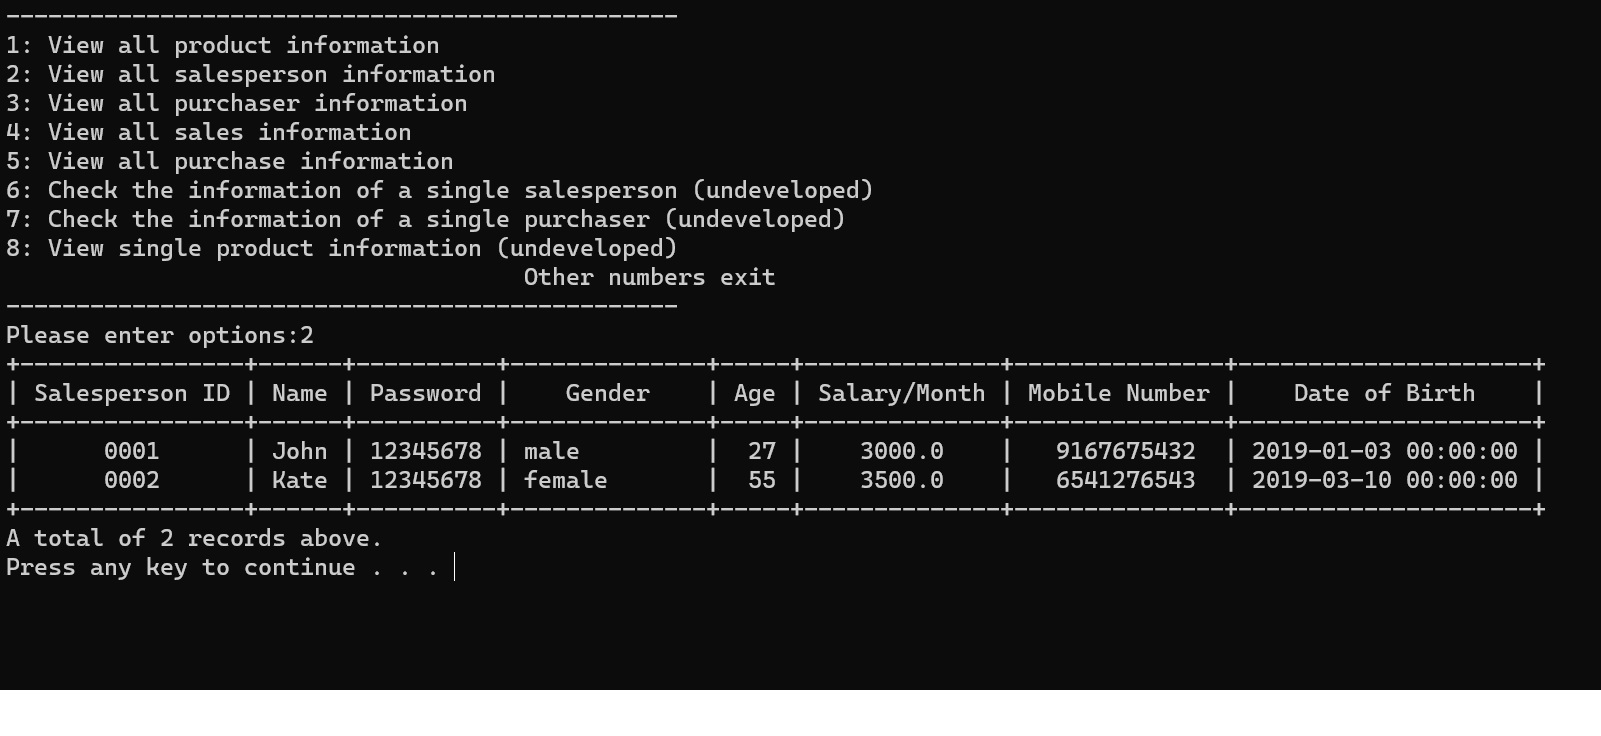 ------------------------------------------------
1: View all product information
2: View all salesperson information
3: View all purchaser information
4: View all sales information
5: View all purchase information
6: Check the information of a single salesperson (undeveloped)
7: Check the information of a single purchaser (undeveloped)
8: View single product information (undeveloped)
                                     Other numbers exit
------------------------------------------------
Please enter options:2
+----------------+------+----------+--------------+-----+--------------+---------------+---------------------+
| Salesperson ID | Name | Password |    Gender    | Age | Salary/Month | Mobile Number |    Date of Birth    |
+----------------+------+----------+--------------+-----+--------------+---------------+---------------------+
|      0001      | John | 12345678 | male         |  27 |    3000.0    |   9167675432  | 2019-01-03 00:00:00 |
|      0002      | Kate | 12345678 | female       |  55 |    3500.0    |   6541276543  | 2019-03-10 00:00:00 |
+----------------+------+----------+--------------+-----+--------------+---------------+---------------------+
A total of 2 records above.
Press any key to continue . . .